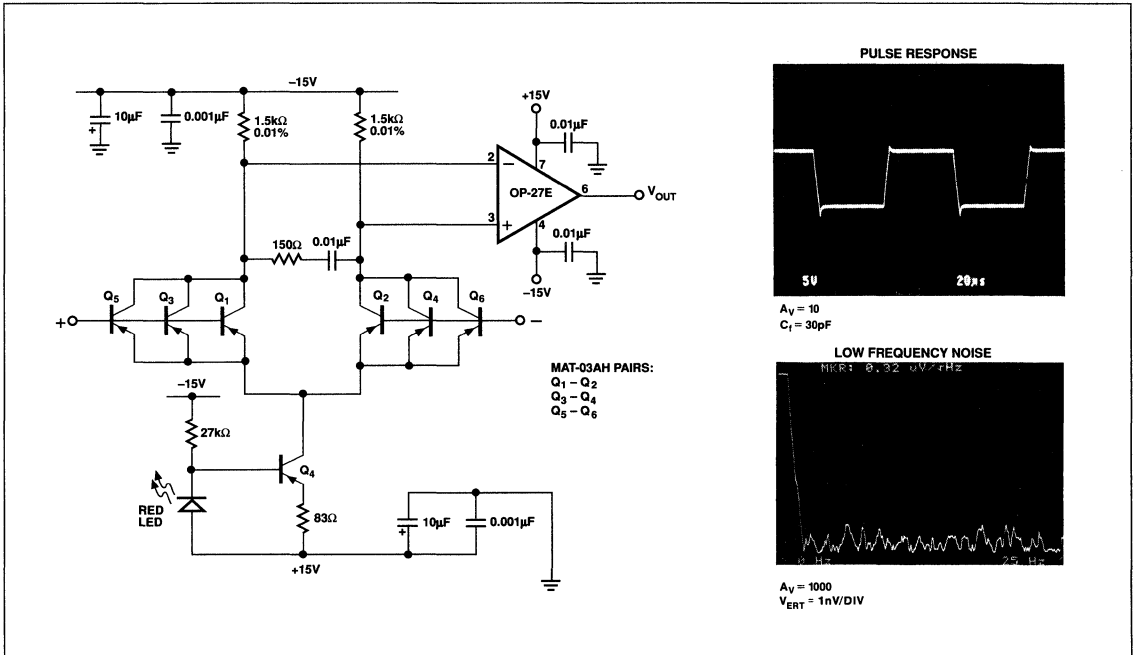 PULSE RESPONSE
–15V
10µF
+
0.001µF
1.5kΩ
0.01%
1.5kΩ
0.01%
+15V
0.01µF
2
–
7
OP-27E
6
V_OUT
3
+
4
0.01µF
–15V
150Ω
0.01µF
5V
20µs
A_V = 10
C_f = 30pF
+
Q5
Q3
Q1
Q2
Q4
Q6
–
LOW FREQUENCY NOISE
MKR: 0.32 uV/√Hz
MAT-03AH PAIRS:
Q1 – Q2
Q3 – Q4
Q5 – Q6
–15V
27kΩ
Q4
RED
LED
83Ω
10µF
+
0.001µF
+15V
0 Hz
25 Hz
A_V = 1000
V_ERT = 1nV/DIV